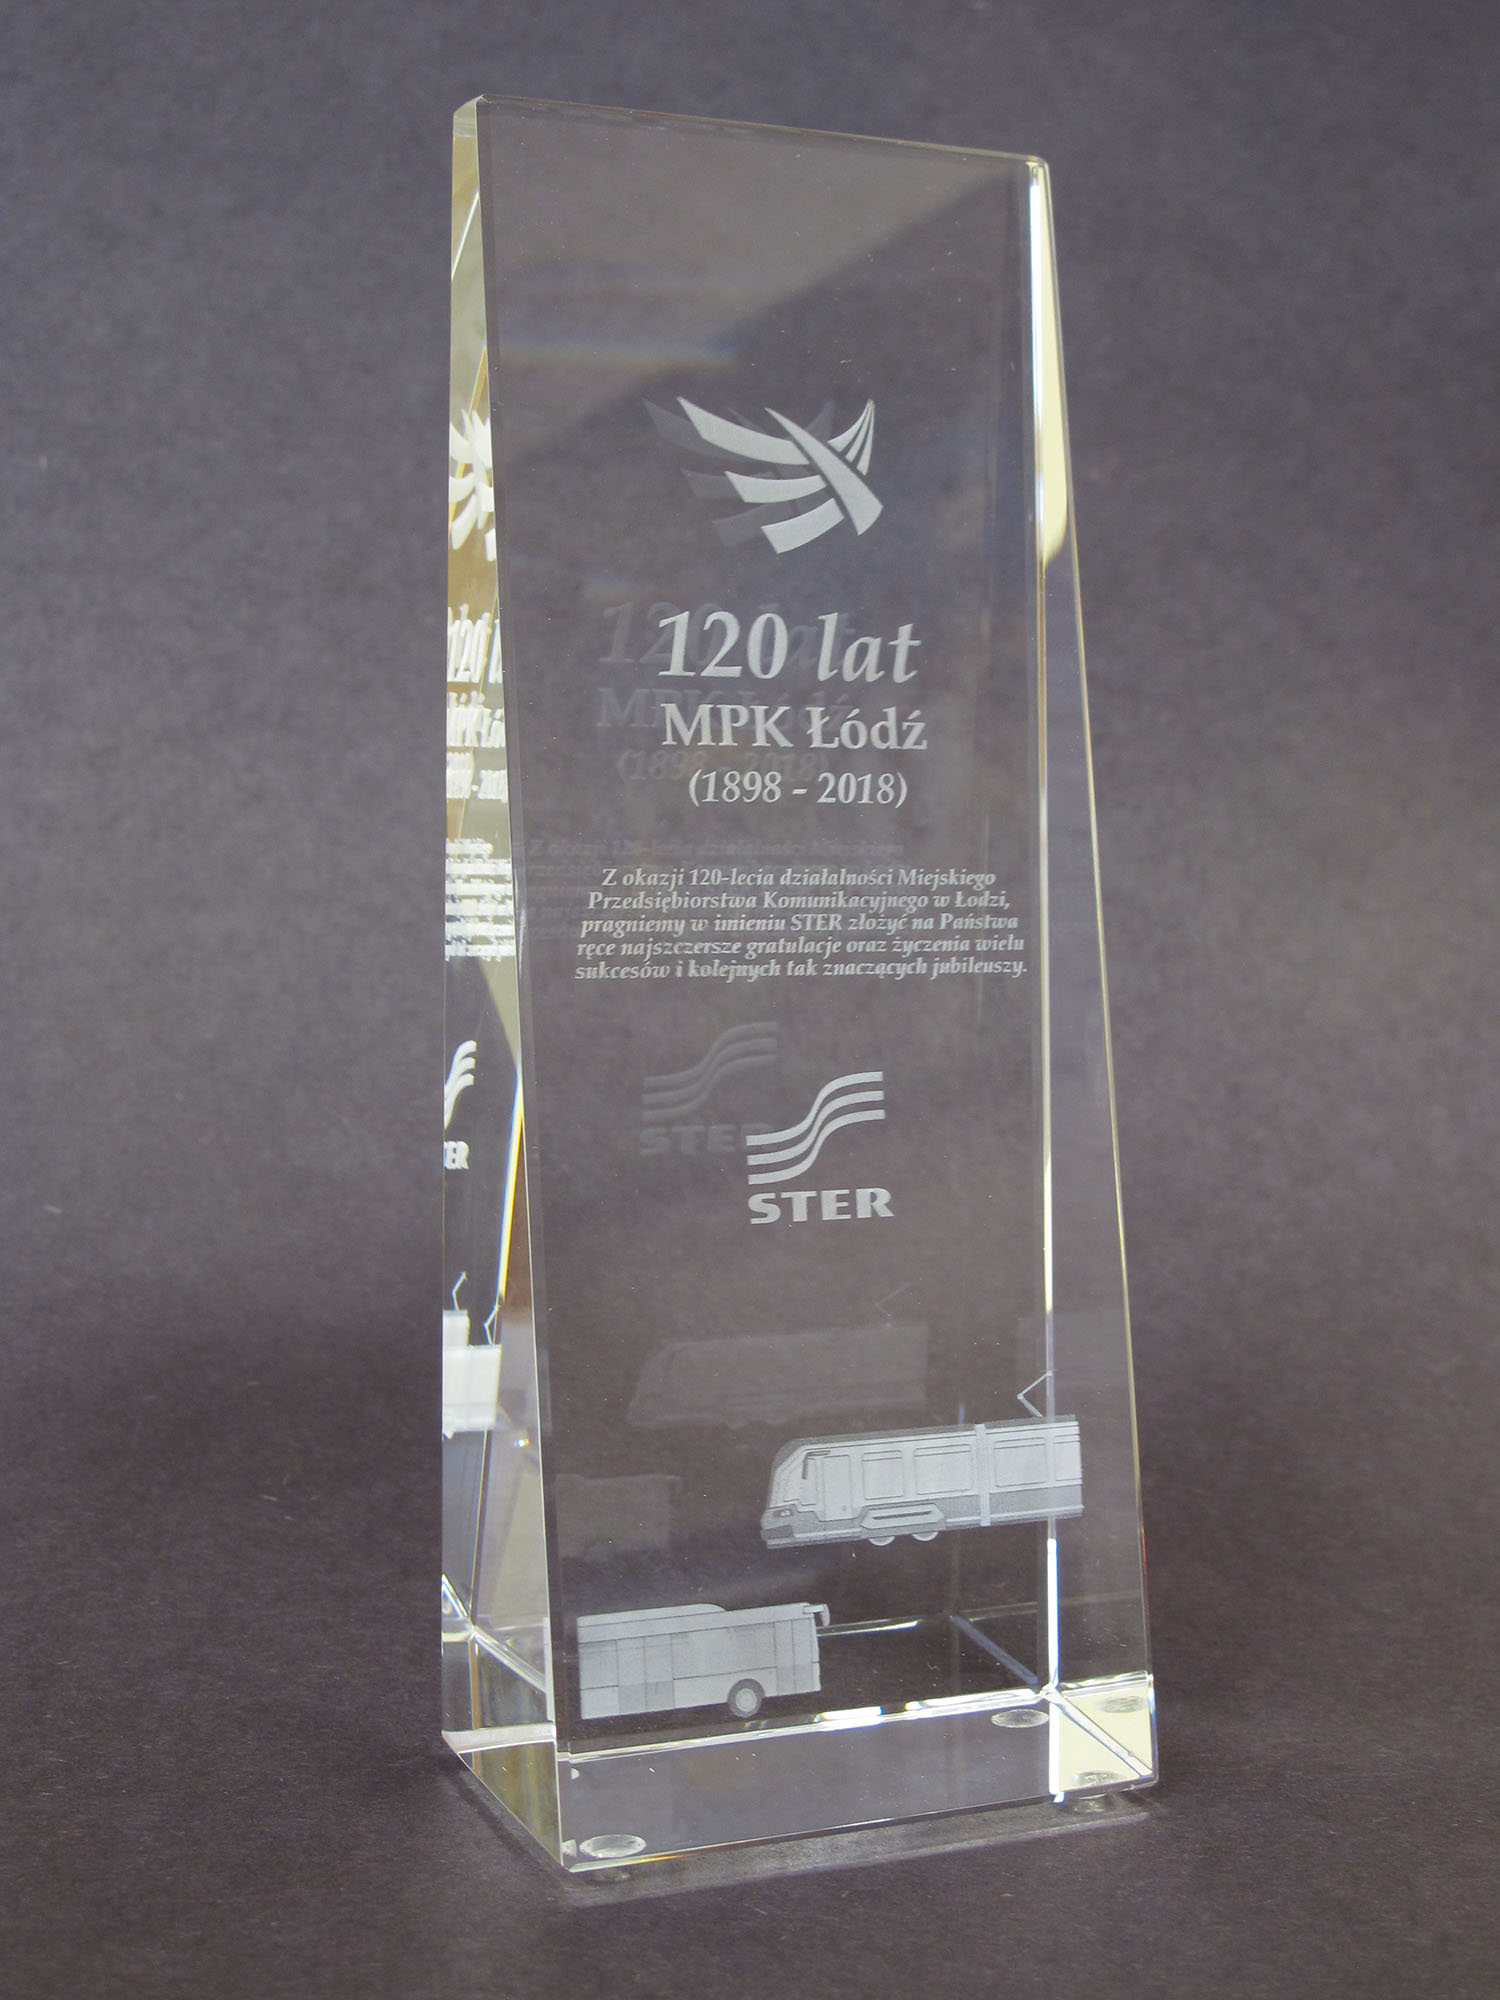 120 lat
MPK Łódź
(1898 - 2018)
Z okazji 120-lecia działalności Miejskiego
Przedsiębiorstwa Komunikacyjnego w Łodzi,
pragniemy w imieniu STER złożyć na Państwa
ręce najszczersze gratulacje oraz życzenia wielu
sukcesów i kolejnych tak znaczących jubileuszy.
STER